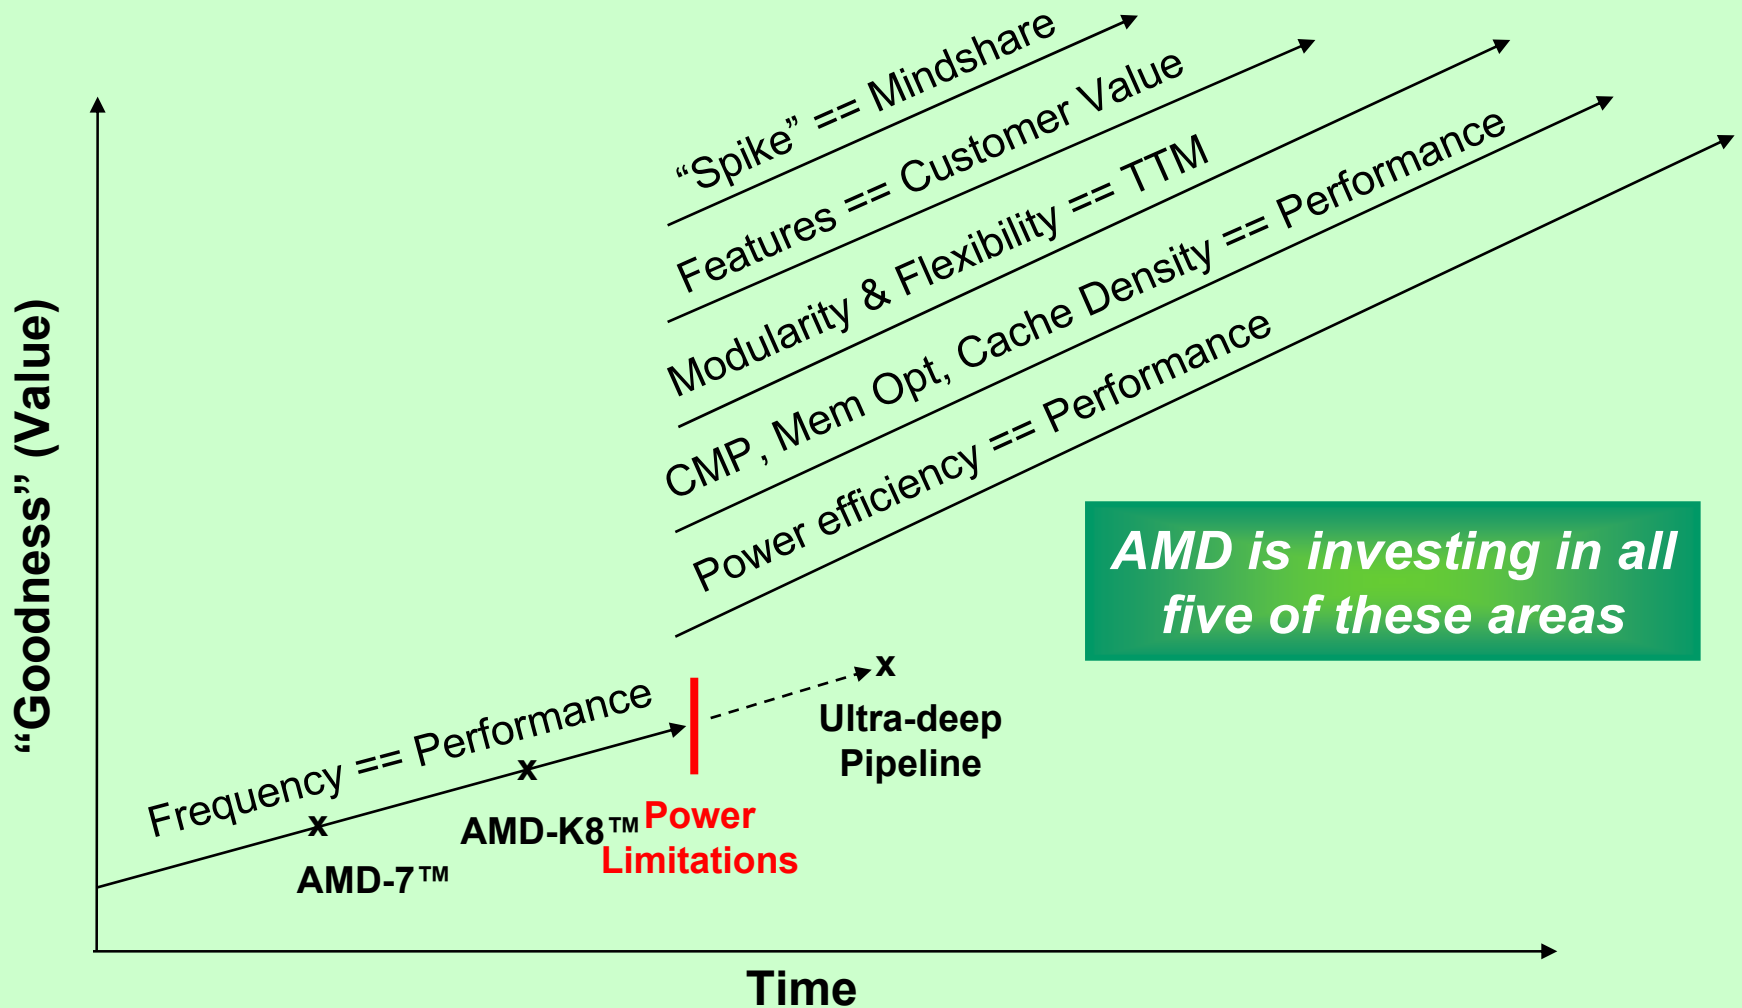 “Spike” == Mindshare
Features == Customer Value
Modularity & Flexibility == TTM
CMP, Mem Opt, Cache Density == Performance
Power efficiency == Performance
“Goodness” (Value)
AMD is investing in all
five of these areas
Frequency == Performance
x
x
x
Ultra-deep
Pipeline
AMD-7™
AMD-K8™
Power
Limitations
Time